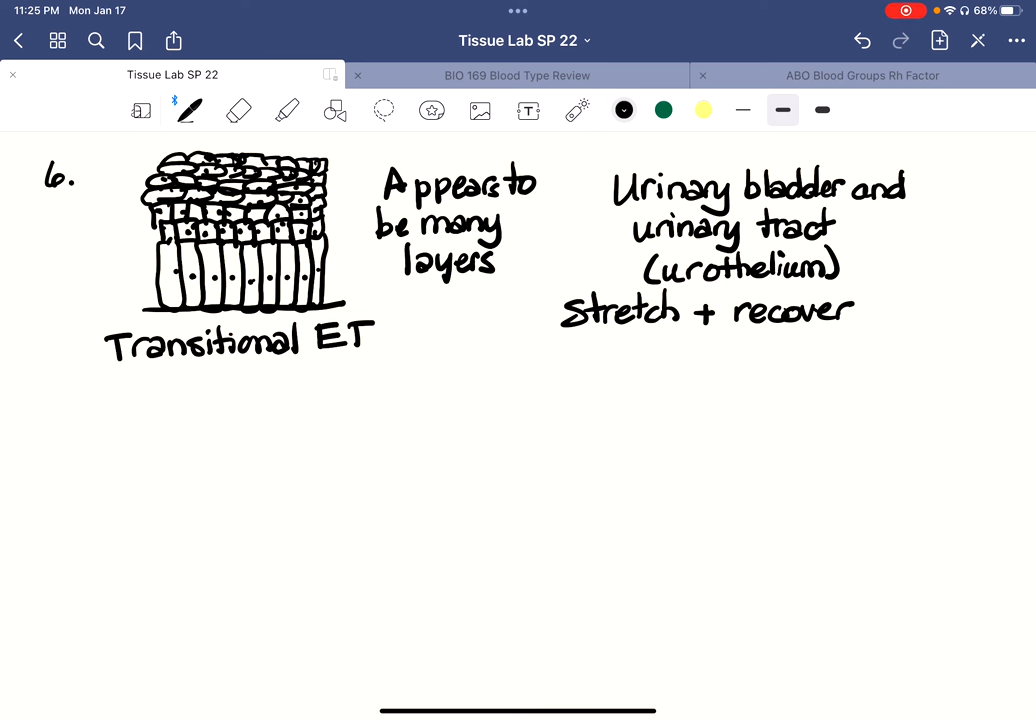 11:25 PM Mon Jan 17
68%
Tissue Lab SP 22
Tissue Lab SP 22
BIO 169 Blood Type Review
ABO Blood Groups Rh Factor
T
6.
Appears to
be many
layers
Urinary bladder and
urinary tract
(urothelium)
Stretch + recover
Transitional ET